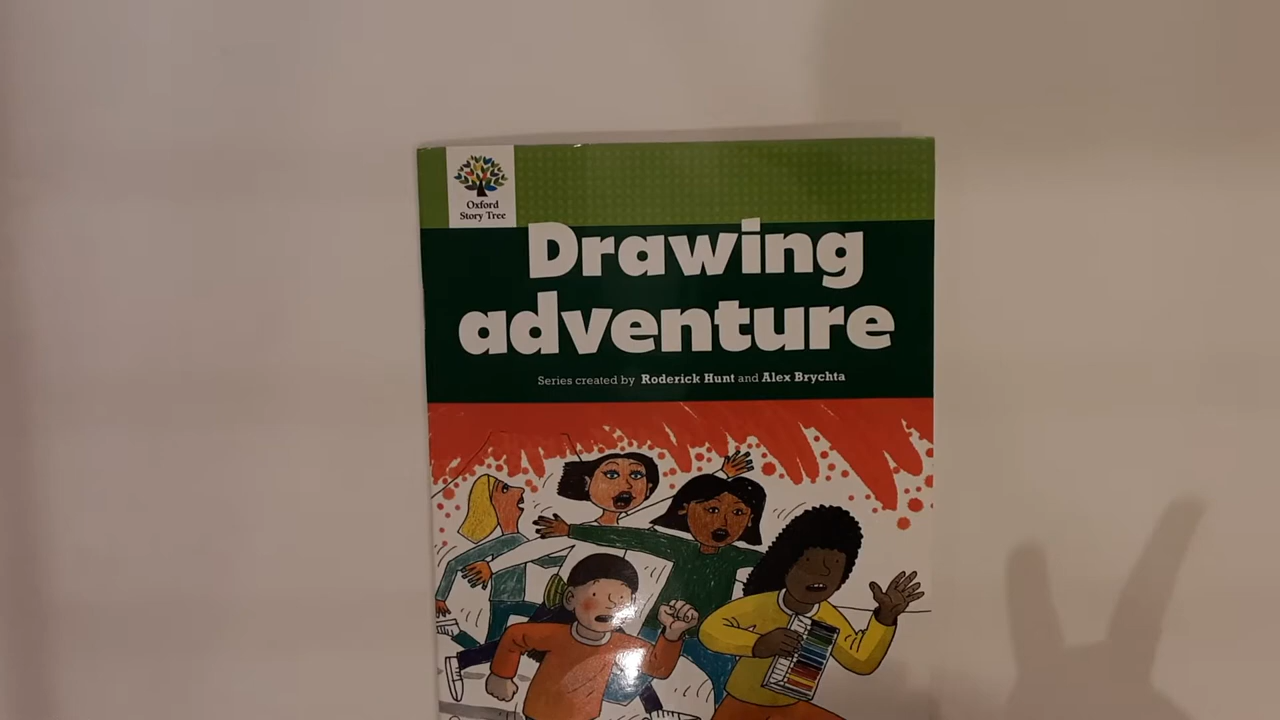 Oxford
Story Tree
Drawing
adventure
Series created by Roderick Hunt and Alex Brychta